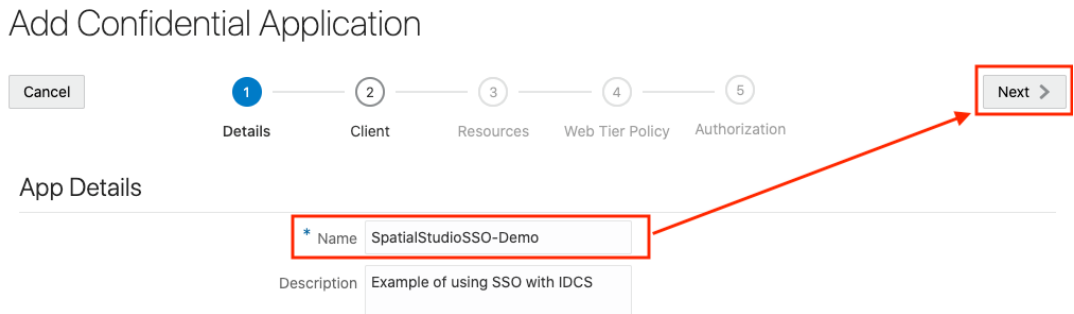 Add Confidential Application
Cancel
1
2
3
4
5
Next
Details
Client
Resources
Web Tier Policy
Authorization
App Details
* Name SpatialStudioSSO-Demo
Description Example of using SSO with IDCS